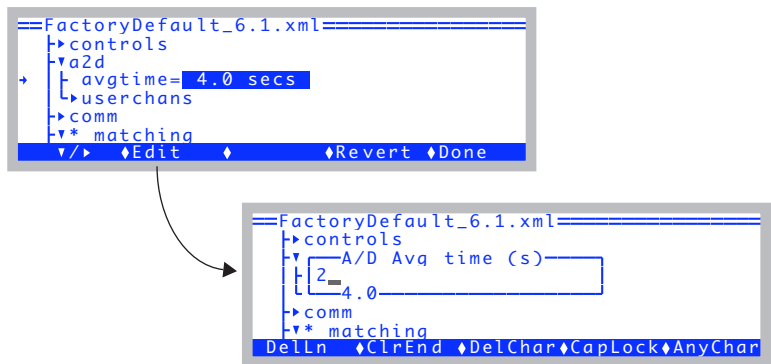 FactoryDefault_6.1.xml
controls
a2d
avgtime= 4.0 secs
userchans
comm
* matching
▾/▸ ♦Edit ♦ ♦Revert ♦Done
FactoryDefault_6.1.xml
controls
A/D Avg time (s)
2_
4.0
comm
* matching
DelLn ♦ClrEnd ♦DelChar♦CapLock♦AnyChar